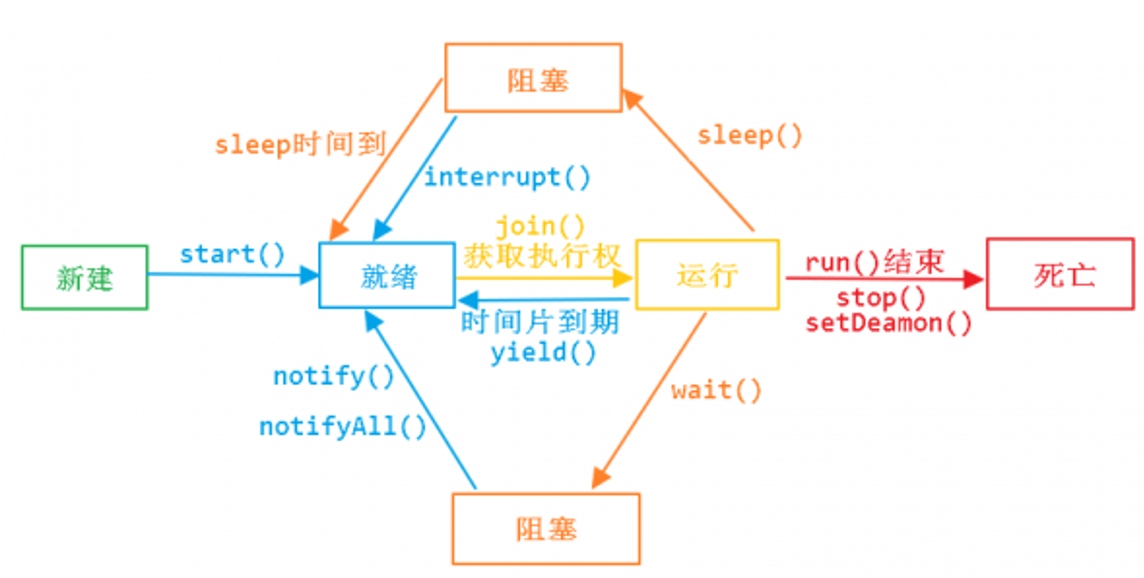 阻塞
sleep()
sleep时间到
interrupt()
join()
获取执行权
start()
新建
就绪
运行
run()结束
死亡
stop()
setDeamon()
时间片到期
yield()
notify()
wait()
notifyAll()
阻塞